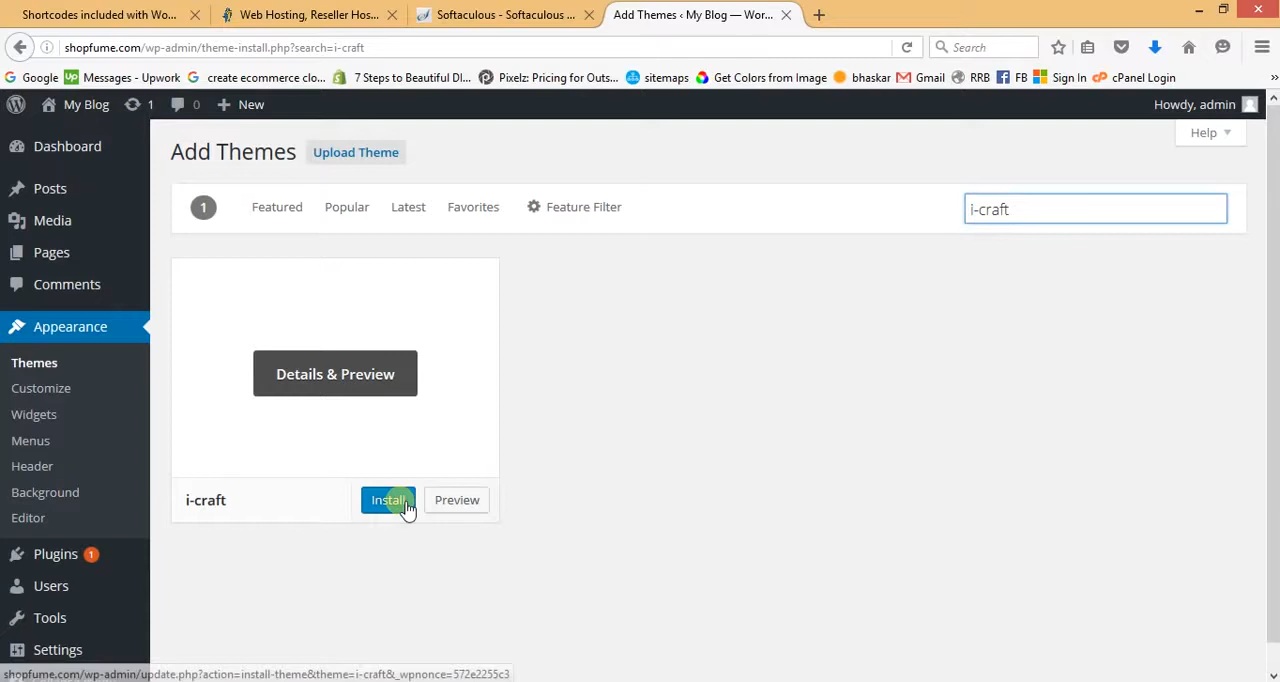 Shortcodes included with Wo...
Web Hosting, Reseller Hos...
Softaculous - Softaculous ...
Add Themes ‹ My Blog — Wor...
shopfume.com/wp-admin/theme-install.php?search=i-craft
Search
Google
Messages - Upwork
create ecommerce clo...
7 Steps to Beautiful DI...
Pixelz: Pricing for Outs...
sitemaps
Get Colors from Image
bhaskar
Gmail
RRB
FB
Sign In
cPanel Login
My Blog
1
0
New
Howdy, admin
Dashboard
Posts
Media
Pages
Comments
Appearance
Themes
Customize
Widgets
Menus
Header
Background
Editor
Plugins 1
Users
Tools
Settings
Add Themes
Upload Theme
Help
1
Featured
Popular
Latest
Favorites
Feature Filter
i-craft
Details & Preview
i-craft
Install
Preview
shopfume.com/wp-admin/update.php?action=install-theme&theme=i-craft&_wpnonce=572e2255c3